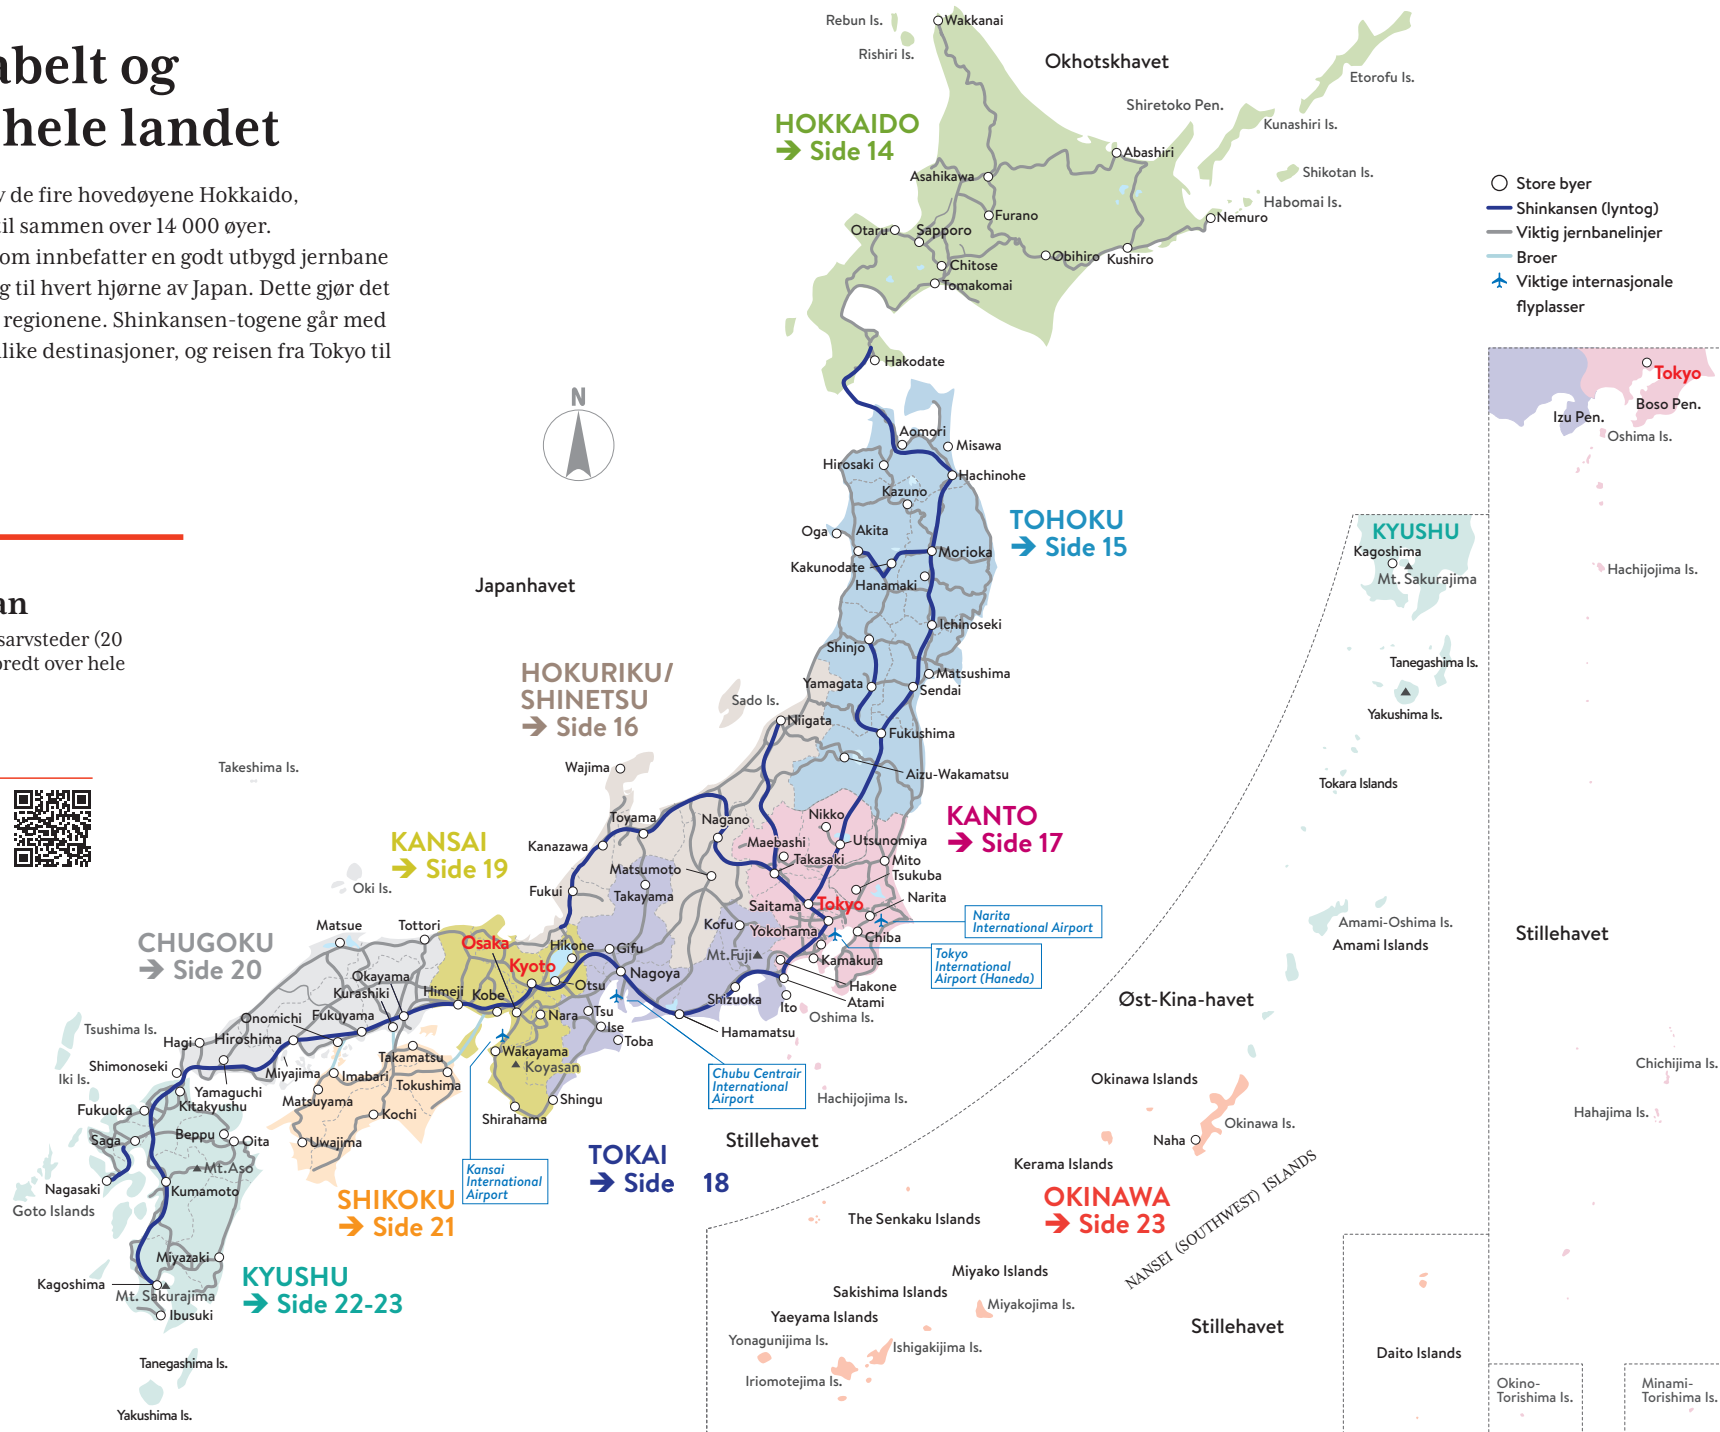 abelt og
hele landet
v de fire hovedøyene Hokkaido,
til sammen over 14 000 øyer.
om innbefatter en godt utbygd jernbane
g til hvert hjørne av Japan. Dette gjør det
regionene. Shinkansen-togene går med
like destinasjoner, og reisen fra Tokyo til
an
sarvsteder (20
predt over hele
N
Store byer
Shinkansen (lyntog)
Viktig jernbanelinjer
Broer
Viktige internasjonale
flyplasser
Okhotskhavet
Japanhavet
Rebun Is.
Rishiri Is.
Wakkanai
Etorofu Is.
Shiretoko Pen.
Kunashiri Is.
Shikotan Is.
Habomai Is.
HOKKAIDO
→ Side 14
Abashiri
Asahikawa
Furano
Nemuro
Otaru
Sapporo
Obihiro
Kushiro
Chitose
Tomakomai
Hakodate
Aomori
Misawa
Hirosaki
Hachinohe
Kazuno
TOHOKU
→ Side 15
Oga
Akita
Morioka
Kakunodate
Hanamaki
Ichinoseki
Shinjo
Matsushima
Yamagata
Sendai
Fukushima
Aizu-Wakamatsu
HOKURIKU/
SHINETSU
→ Side 16
Sado Is.
Niigata
Wajima
Toyama
Nagano
Kanazawa
Matsumoto
Fukui
KANTO
→ Side 17
Nikko
Utsunomiya
Maebashi
Takasaki
Mito
Tsukuba
Saitama
Tokyo
Narita
Yokohama
Chiba
Kamakura
Narita
International Airport
Tokyo
International
Airport (Haneda)
Takayama
Kofu
Mt.Fuji
Hakone
Atami
Ito
Oshima Is.
Shizuoka
Hamamatsu
Gifu
Nagoya
Tsu
Ise
Toba
Chubu Centrair
International
Airport
Hachijojima Is.
Stillehavet
TOKAI
→ Side 18
KANSAI
→ Side 19
Osaka
Kyoto
Hikone
Otsu
Himeji
Kobe
Nara
Wakayama
Koyasan
Shingu
Shirahama
Kansai
International
Airport
Takeshima Is.
Oki Is.
CHUGOKU
→ Side 20
Matsue
Tottori
Okayama
Kurashiki
Fukuyama
Onomichi
Hiroshima
Hagi
Miyajima
Shimonoseki
Yamaguchi
Tsushima Is.
Iki Is.
Takamatsu
Imabari
Tokushima
Matsuyama
Kochi
Uwajima
SHIKOKU
→ Side 21
Kitakyushu
Fukuoka
Saga
Beppu
Oita
Mt.Aso
Nagasaki
Kumamoto
Goto Islands
Miyazaki
Kagoshima
Mt. Sakurajima
Ibusuki
KYUSHU
→ Side 22-23
Tanegashima Is.
Yakushima Is.
Tokyo
Boso Pen.
Izu Pen.
Oshima Is.
Hachijojima Is.
KYUSHU
Kagoshima
Mt. Sakurajima
Tanegashima Is.
Yakushima Is.
Tokara Islands
Amami-Oshima Is.
Amami Islands
Stillehavet
Øst-Kina-havet
Chichijima Is.
Hahajima Is.
Okinawa Islands
Okinawa Is.
Naha
Kerama Islands
OKINAWA
→ Side 23
NANSEI (SOUTHWEST) ISLANDS
The Senkaku Islands
Miyako Islands
Sakishima Islands
Miyakojima Is.
Yaeyama Islands
Yonagunijima Is.
Ishigakijima Is.
Iriomotejima Is.
Stillehavet
Daito Islands
Okino-
Torishima Is.
Minami-
Torishima Is.